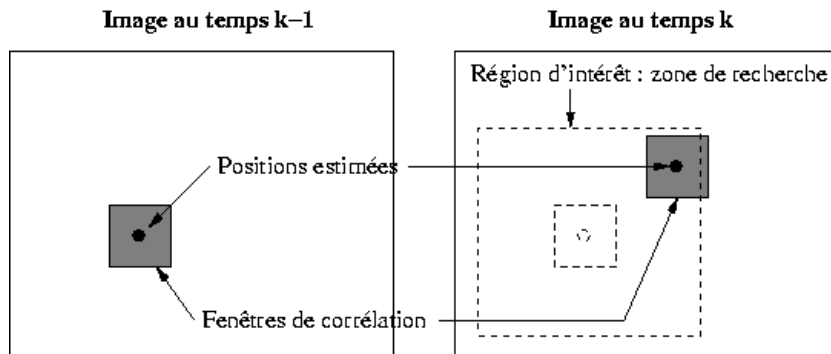 Image au temps k−1
Image au temps k
Région d'intérêt : zone de recherche
Positions estimées
Fenêtres de corrélation